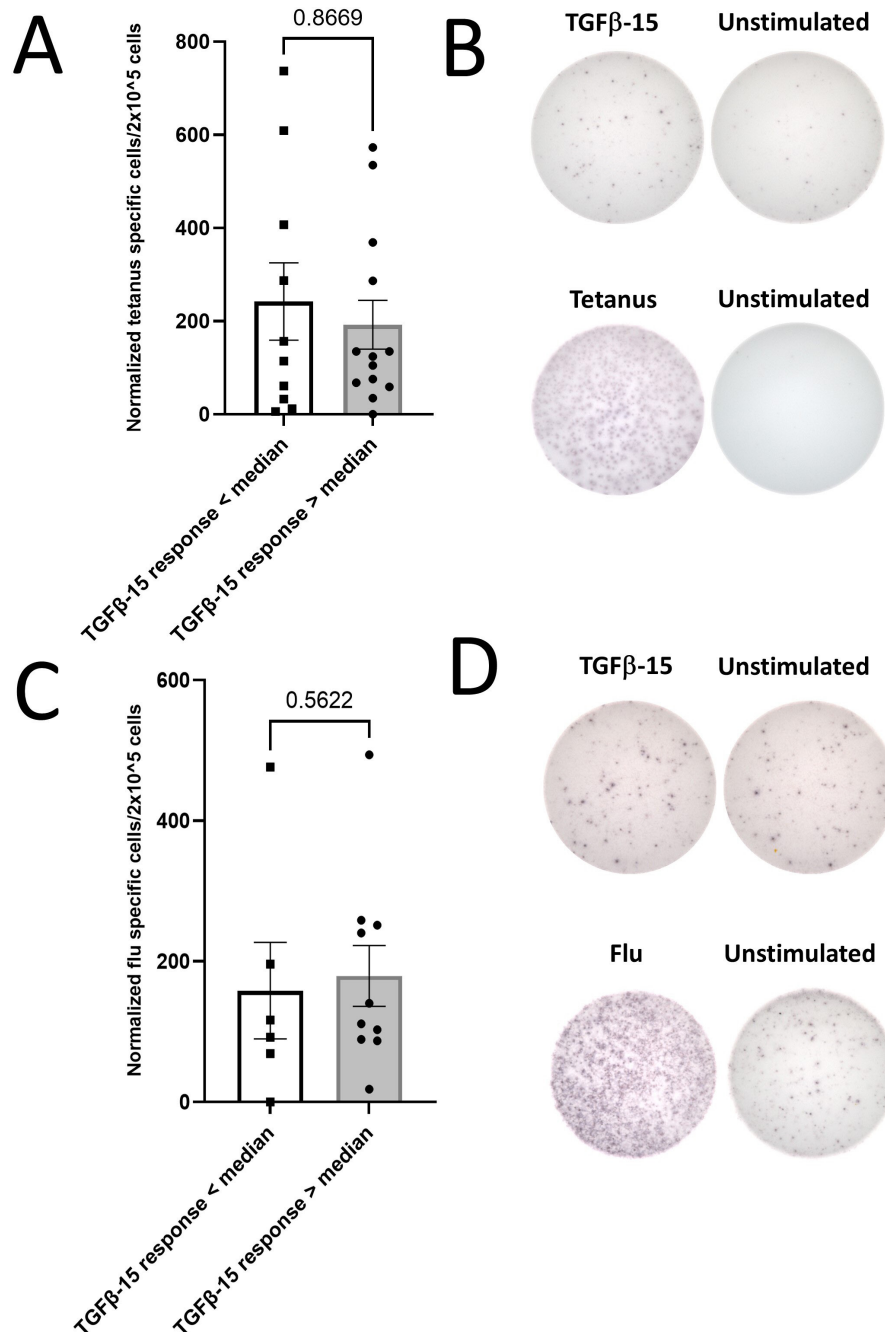 A
0.8669
Normalized tetanus specific cells/2x10^5 cells
800
600
400
200
0
TGFβ-15 response < median
TGFβ-15 response > median
B
TGFβ-15 Unstimulated
Tetanus Unstimulated
C
0.5622
Normalized flu specific cells/2x10^5 cells
600
400
200
0
TGFβ-15 response < median
TGFβ-15 response > median
D
TGFβ-15 Unstimulated
Flu Unstimulated